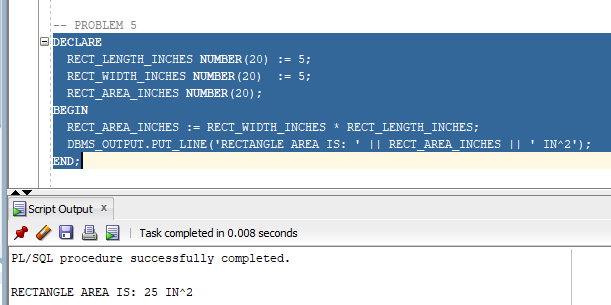 -- PROBLEM 5
DECLARE
RECT_LENGTH_INCHES NUMBER(20) := 5;
RECT_WIDTH_INCHES NUMBER(20)  := 5;
RECT_AREA_INCHES NUMBER(20);
BEGIN
RECT_AREA_INCHES := RECT_WIDTH_INCHES * RECT_LENGTH_INCHES;
DBMS_OUTPUT.PUT_LINE('RECTANGLE AREA IS: ' || RECT_AREA_INCHES || ' IN^2');
END;
Script Output x
Task completed in 0.008 seconds
PL/SQL procedure successfully completed.
RECTANGLE AREA IS: 25 IN^2